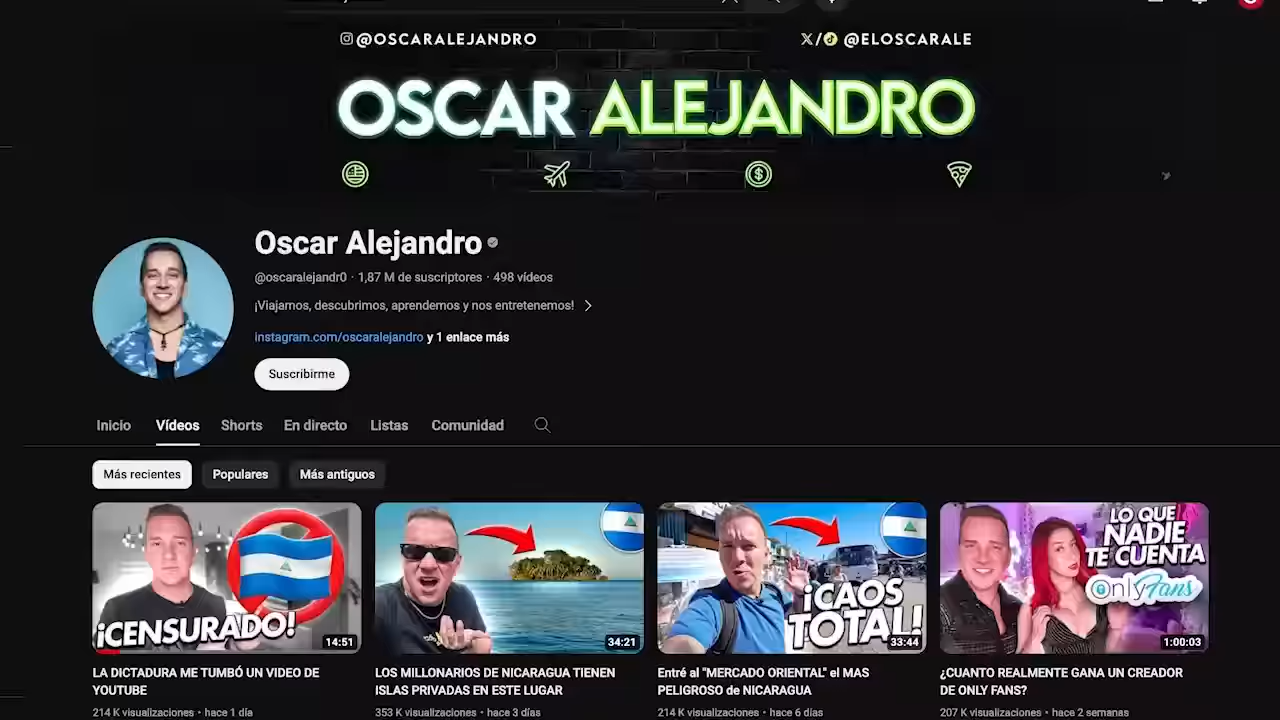 @OSCARALEJANDRO
X/ @ELOSCARALE
OSCAR ALEJANDRO
Oscar Alejandro
@oscaralejandr0 · 1,87 M de suscriptores · 498 vídeos
¡Viajamos, descubrimos, aprendemos y nos entretenemos!
instagram.com/oscaralejandro y 1 enlace más
Suscribirme
Inicio Vídeos Shorts En directo Listas Comunidad
Más recientes Populares Más antiguos
¡CENSURADO!
14:51
34:21
¡CAOS
TOTAL!
33:44
LO QUE
NADIE
TE CUENTA
OnlyFans
1:00:03
LA DICTADURA ME TUMBÓ UN VIDEO DE
YOUTUBE
214 K visualizaciones · hace 1 día
LOS MILLONARIOS DE NICARAGUA TIENEN
ISLAS PRIVADAS EN ESTE LUGAR
353 K visualizaciones · hace 3 días
Entré al "MERCADO ORIENTAL" el MAS
PELIGROSO de NICARAGUA
214 K visualizaciones · hace 6 días
¿CUANTO REALMENTE GANA UN CREADOR
DE ONLY FANS?
207 K visualizaciones · hace 2 semanas